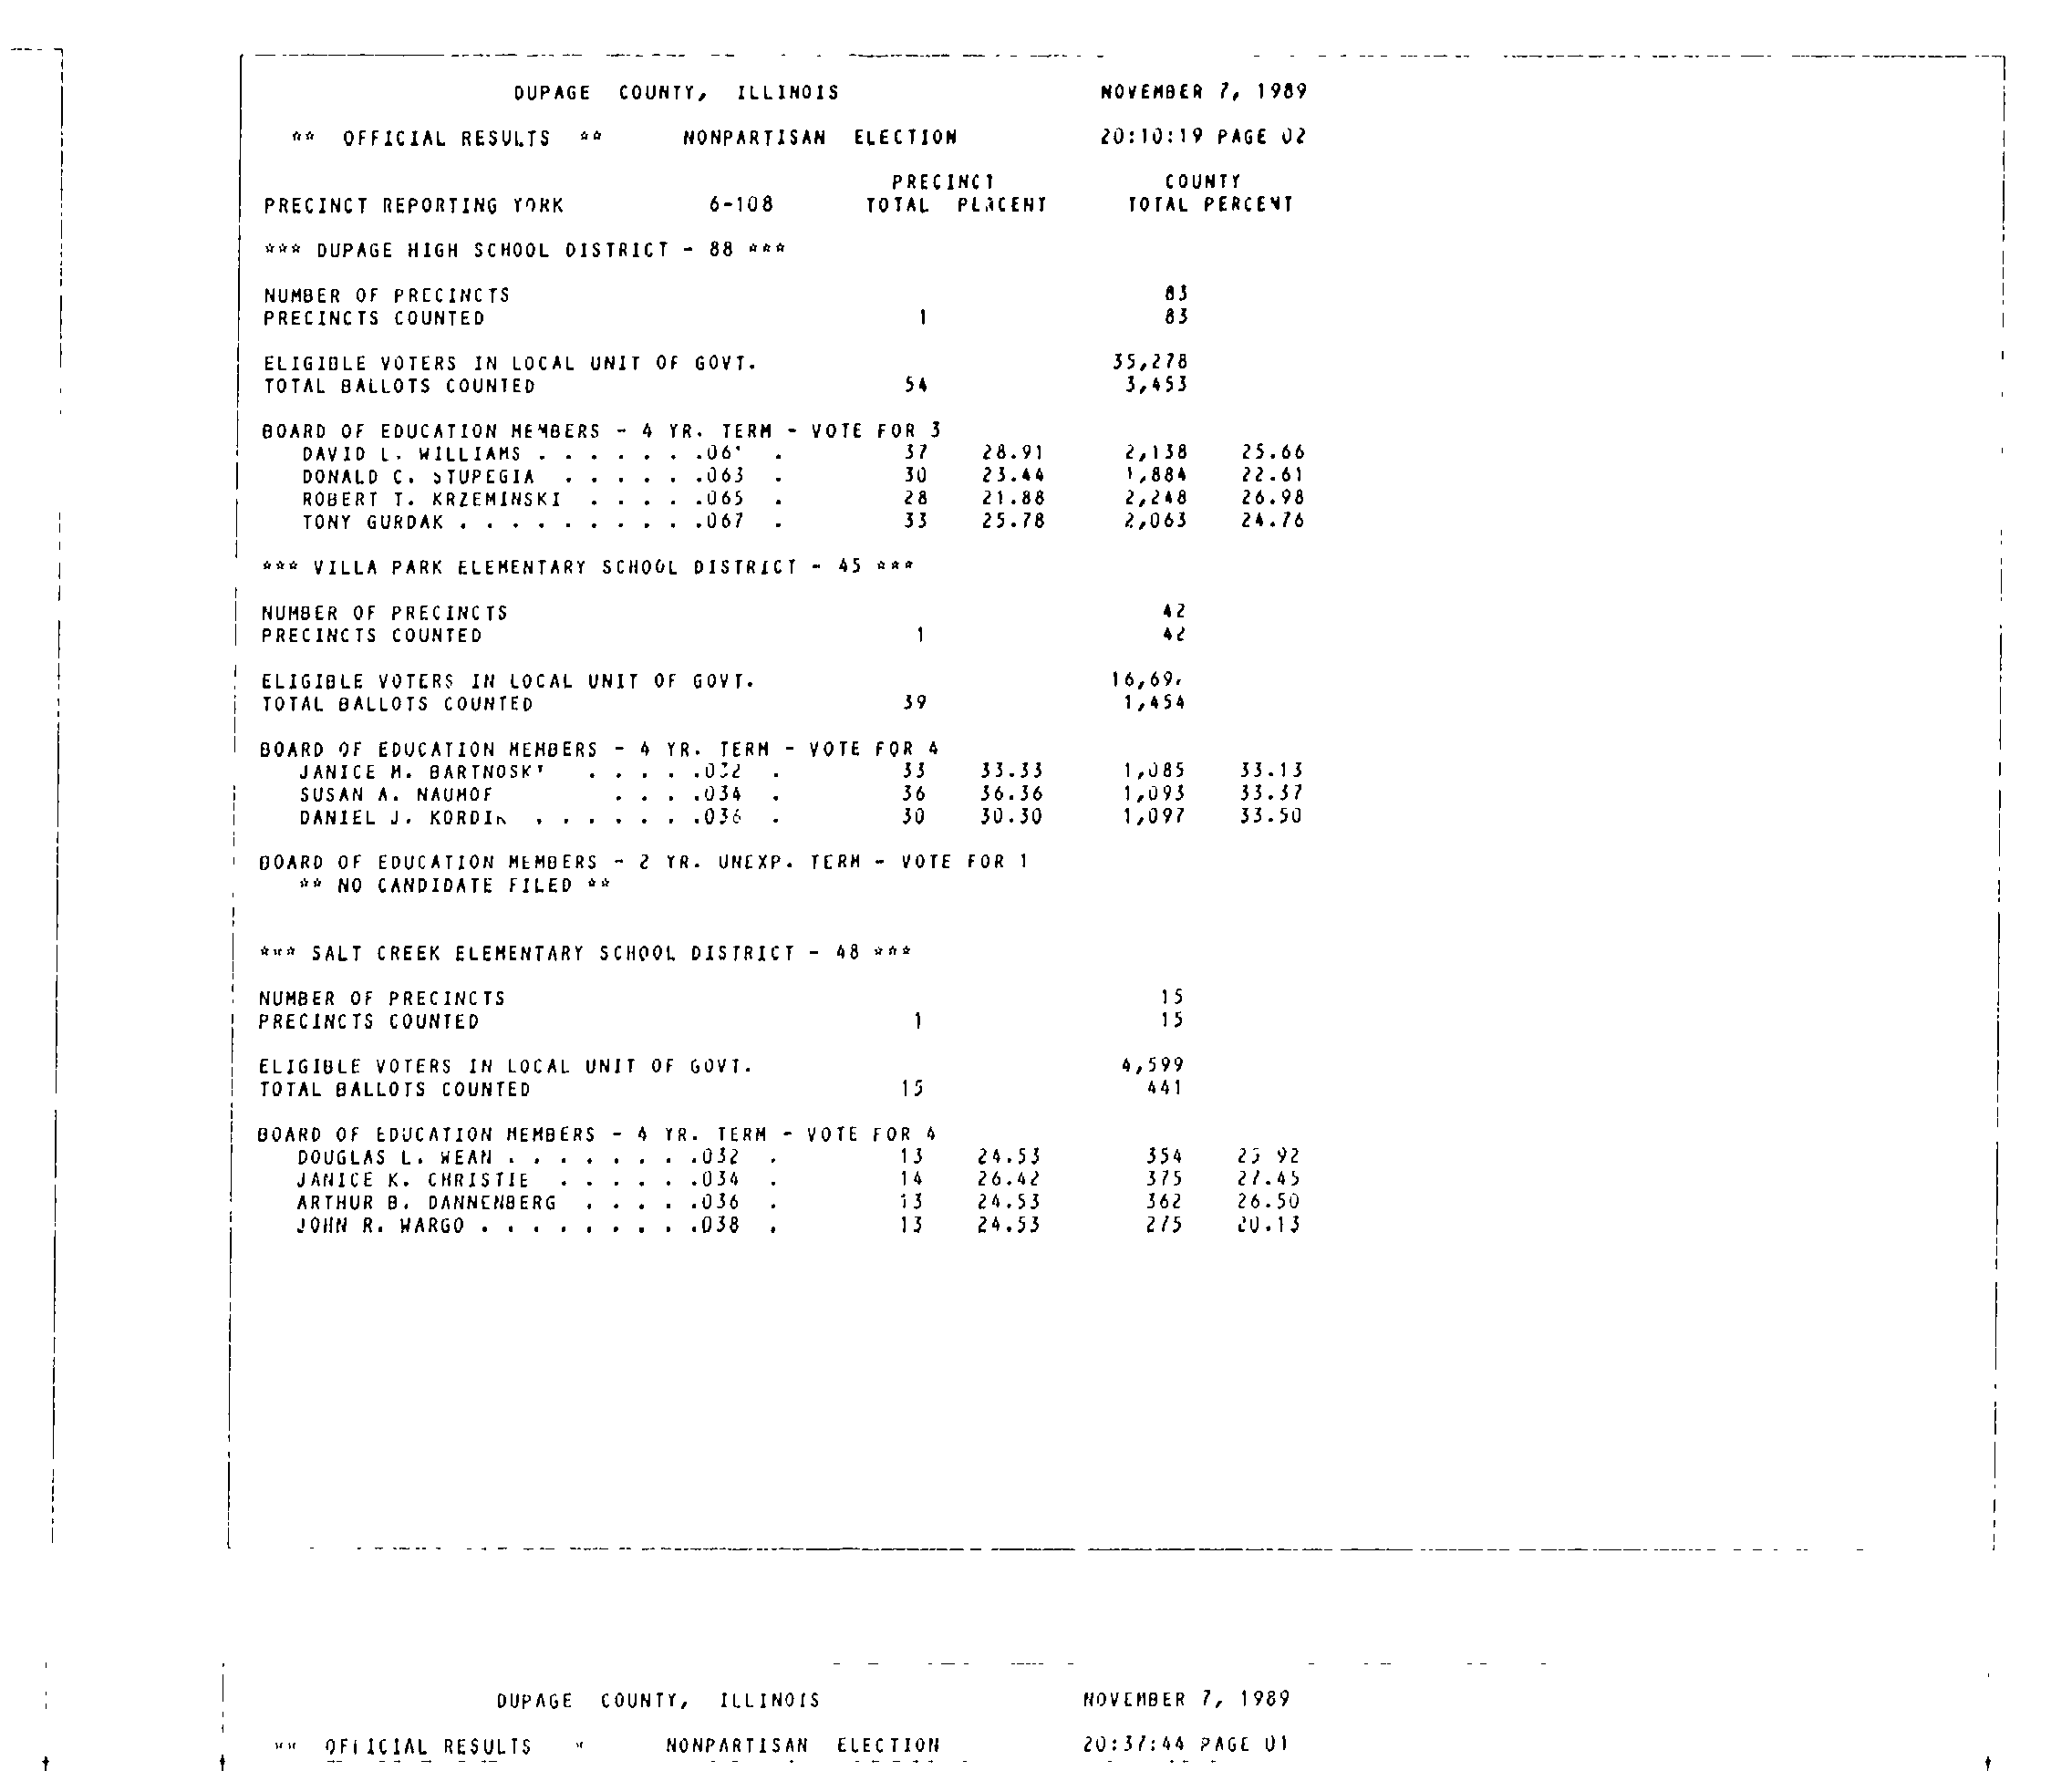 DUPAGE COUNTY, ILLINOIS NOVEMBER 7, 1989
** OFFICIAL RESULTS ** NONPARTISAN ELECTION 20:10:19 PAGE 02
PRECINCT COUNTY
PRECINCT REPORTING YORK 6-108 TOTAL PERCENT TOTAL PERCENT
*** DUPAGE HIGH SCHOOL DISTRICT - 88 ***
NUMBER OF PRECINCTS 83
PRECINCTS COUNTED 1 83
ELIGIBLE VOTERS IN LOCAL UNIT OF GOVT. 35,278
TOTAL BALLOTS COUNTED 54 3,453
BOARD OF EDUCATION MEMBERS - 4 YR. TERM - VOTE FOR 3
DAVID L. WILLIAMS . . . . . . . 37 28.91 2,138 25.66
DONALD C. STUPEGIA . . . . . .063 . 30 23.44 1,884 22.61
ROBERT T. KRZEMINSKI . . . . .065 . 28 21.88 2,248 26.98
TONY GURDAK . . . . . . . . . .067 . 33 25.78 2,063 24.76
*** VILLA PARK ELEMENTARY SCHOOL DISTRICT - 45 ***
NUMBER OF PRECINCTS 42
PRECINCTS COUNTED 1 42
ELIGIBLE VOTERS IN LOCAL UNIT OF GOVT.
TOTAL BALLOTS COUNTED 39 1,454
BOARD OF EDUCATION MEMBERS - 4 YR. TERM - VOTE FOR 4
JANICE M. . . . . .032 . 33 33.33 1,085 33.13
SUSAN A. . . . .034 . 36 36.36 1,093 33.37
DANIEL J. . . . . . . .036 . 30 30.30 1,097 33.50
BOARD OF EDUCATION MEMBERS - 2 YR. UNEXP. TERM - VOTE FOR 1
** NO CANDIDATE FILED **
*** SALT CREEK ELEMENTARY SCHOOL DISTRICT - 48 ***
NUMBER OF PRECINCTS 15
PRECINCTS COUNTED 1 15
ELIGIBLE VOTERS IN LOCAL UNIT OF GOVT. 4,599
TOTAL BALLOTS COUNTED 15 441
BOARD OF EDUCATION MEMBERS - 4 YR. TERM - VOTE FOR 4
DOUGLAS L. WEAN . . . . . . . .032 . 13 24.53 354 25 92
JANICE K. CHRISTIE . . . . . .034 . 14 26.42 375 27.45
ARTHUR B. DANNENBERG . . . . .036 . 13 24.53 362 26.50
JOHN R. WARGO . . . . . . . . .038 . 13 24.53 275 20.13
DUPAGE COUNTY, ILLINOIS NOVEMBER 7, 1989
** OFFICIAL RESULTS * NONPARTISAN ELECTION 20:37:44 PAGE 01